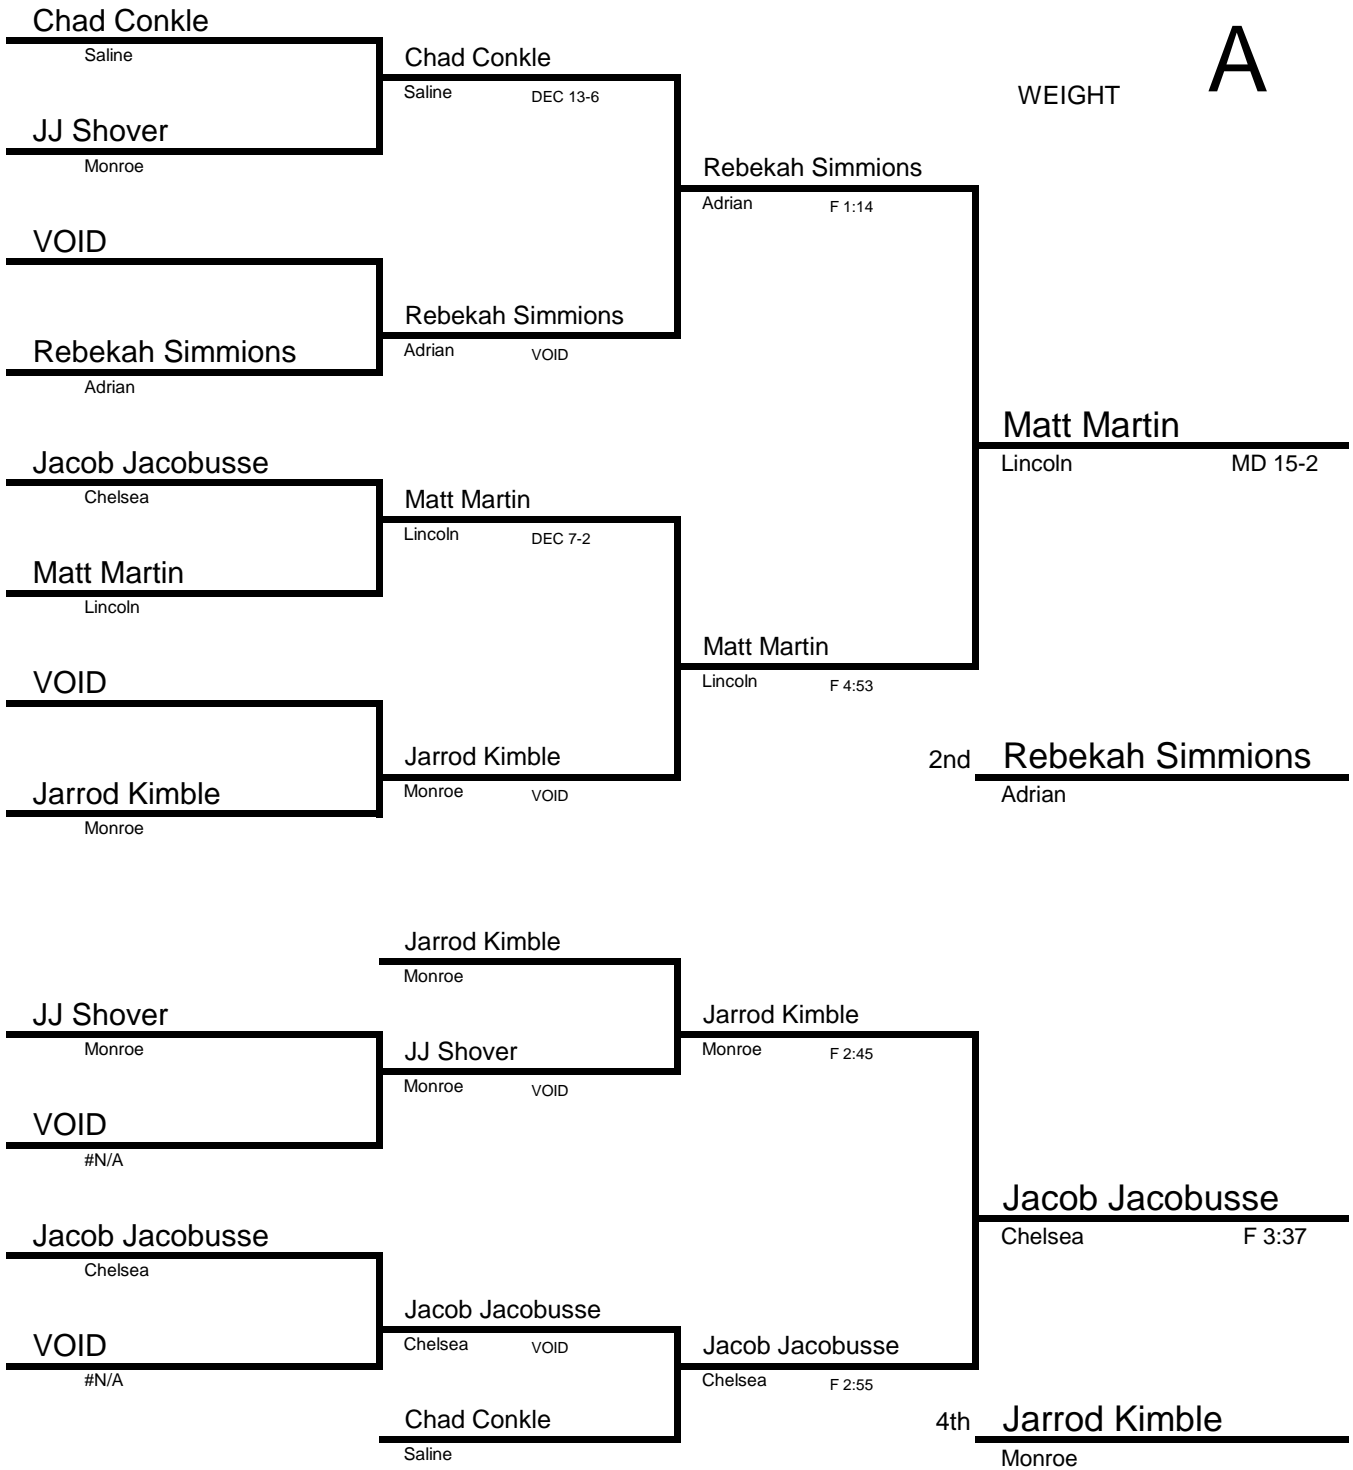 Chad Conkle
Saline
JJ Shover
Monroe
VOID
Rebekah Simmions
Adrian
Jacob Jacobusse
Chelsea
Matt Martin
Lincoln
VOID
Jarrod Kimble
Monroe
Chad Conkle
Saline DEC 13-6
Rebekah Simmions
Adrian VOID
Matt Martin
Lincoln DEC 7-2
Jarrod Kimble
Monroe VOID
Rebekah Simmions
Adrian F 1:14
Matt Martin
Lincoln F 4:53
WEIGHT A
Matt Martin
Lincoln MD 15-2
2nd Rebekah Simmions
Adrian
JJ Shover
Monroe
VOID
#N/A
Jacob Jacobusse
Chelsea
VOID
#N/A
Jarrod Kimble
Monroe
JJ Shover
Monroe VOID
Jacob Jacobusse
Chelsea VOID
Chad Conkle
Saline
Jarrod Kimble
Monroe F 2:45
Jacob Jacobusse
Chelsea F 2:55
Jacob Jacobusse
Chelsea F 3:37
4th Jarrod Kimble
Monroe